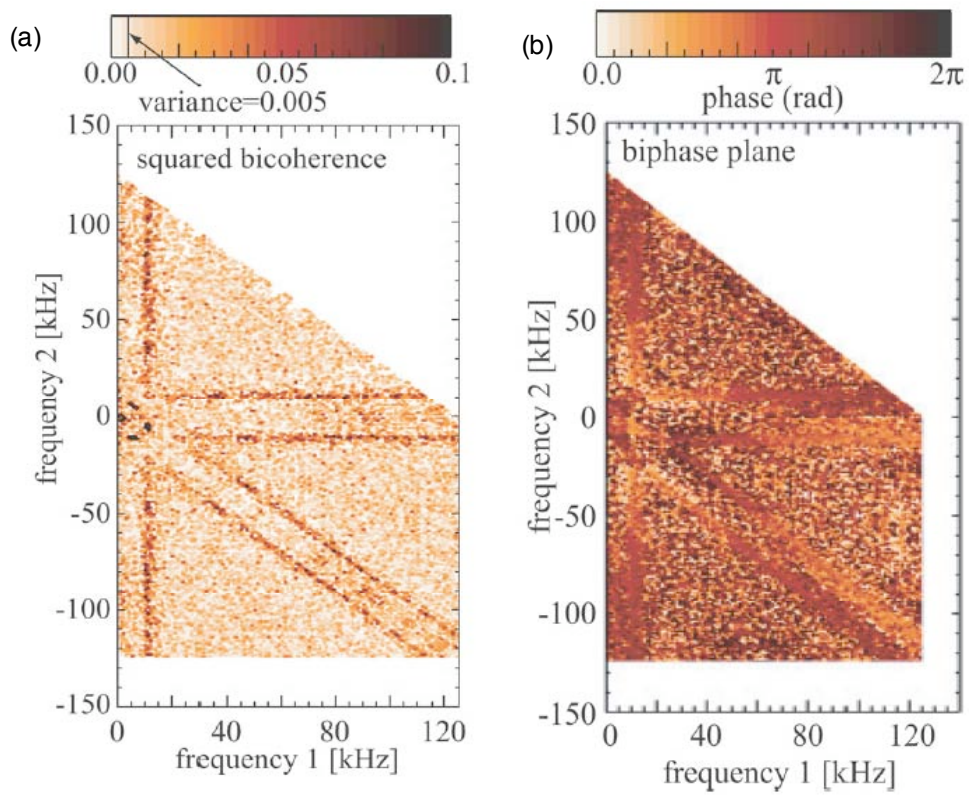 (a)
0.00 0.05 0.1
variance=0.005
squared bicoherence
150
100
50
0
-50
-100
-150
frequency 2 [kHz]
0 40 80 120
frequency 1 [kHz]
(b)
0.0 π 2π
phase (rad)
biphase plane
150
100
50
0
-50
-100
-150
frequency 2 [kHz]
0 40 80 120
frequency 1 [kHz]